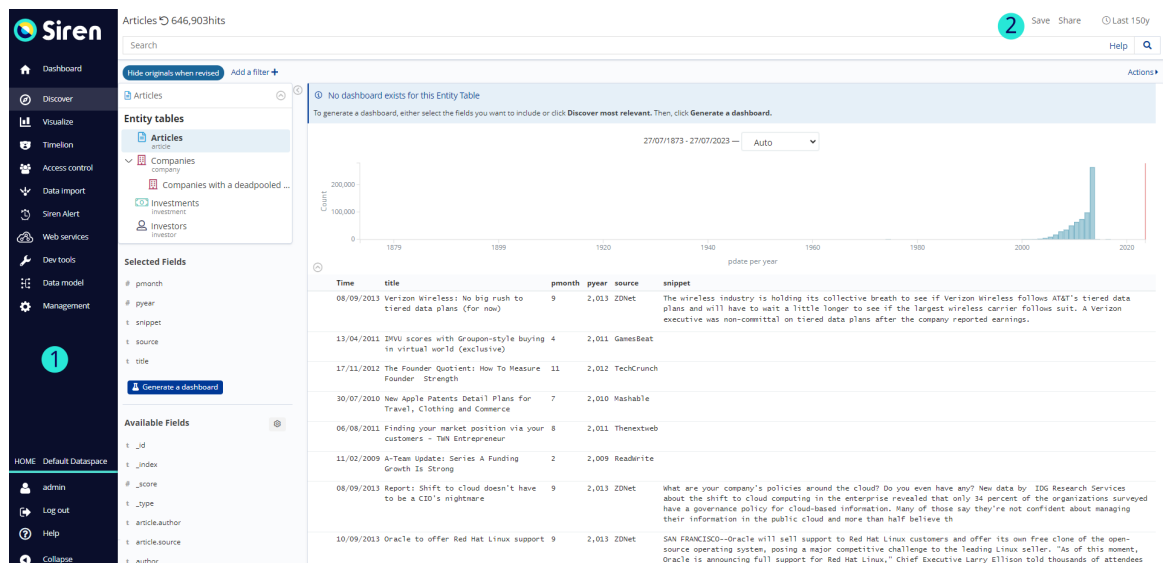 Siren
Dashboard
Discover
Visualize
Timelion
Access control
Data import
Siren Alert
Web services
Dev tools
Data model
Management
1
HOME Default Dataspace
admin
Log out
Help
Collapse
Articles 646,903hits
2
Save Share Last 150y
Search
Help
Hide originals when revised Add a filter +
Actions
Articles
Entity tables
Articles
article
Companies
company
Companies with a deadpooled ...
Investments
investment
Investors
investor
Selected Fields
# pmonth
# pyear
t snippet
t source
t title
Generate a dashboard
Available Fields
t _id
t _index
# _score
t _type
t article.author
t article.source
t author
No dashboard exists for this Entity Table
To generate a dashboard, either select the fields you want to include or click Discover most relevant. Then, click Generate a dashboard.
27/07/1873 - 27/07/2023 — Auto
Count
200,000
100,000
0
1879 1899 1920 1940 1960 1980 2000 2020
pdate per year
Time title pmonth pyear source snippet
08/09/2013 Verizon Wireless: No big rush to 9 2,013 ZDNet The wireless industry is holding its collective breath to see if Verizon Wireless follows AT&T's tiered data
tiered data plans (for now) plans and will have to wait a little longer to see if the largest wireless carrier follows suit. A Verizon
executive was non-committal on tiered data plans after the company reported earnings.
13/04/2011 IMVU scores with Groupon-style buying 4 2,011 GamesBeat
in virtual world (exclusive)
17/11/2012 The Founder Quotient: How To Measure 11 2,012 TechCrunch
Founder Strength
30/07/2010 New Apple Patents Detail Plans for 7 2,010 Mashable
Travel, Clothing and Commerce
06/08/2011 Finding your market position via your 8 2,011 Thenextweb
customers - TWN Entrepreneur
11/02/2009 A-Team Update: Series A Funding 2 2,009 ReadWrite
Growth Is Strong
08/09/2013 Report: Shift to cloud doesn't have 9 2,013 ZDNet What are your company's policies around the cloud? Do you even have any? New data by IDG Research Services
to be a CIO's nightmare about the shift to cloud computing in the enterprise revealed that only 34 percent of the organizations surveyed
have a governance policy for cloud-based information. Many of those say they're not confident about managing
their information in the public cloud and more than half believe th
10/09/2013 Oracle to offer Red Hat Linux support 9 2,013 ZDNet SAN FRANCISCO--Oracle will sell support to Red Hat Linux customers and offer its own free clone of the open-
source operating system, posing a major competitive challenge to the leading Linux seller. "As of this moment,
Oracle is announcing full support for Red Hat Linux," Chief Executive Larry Ellison told thousands of attendees